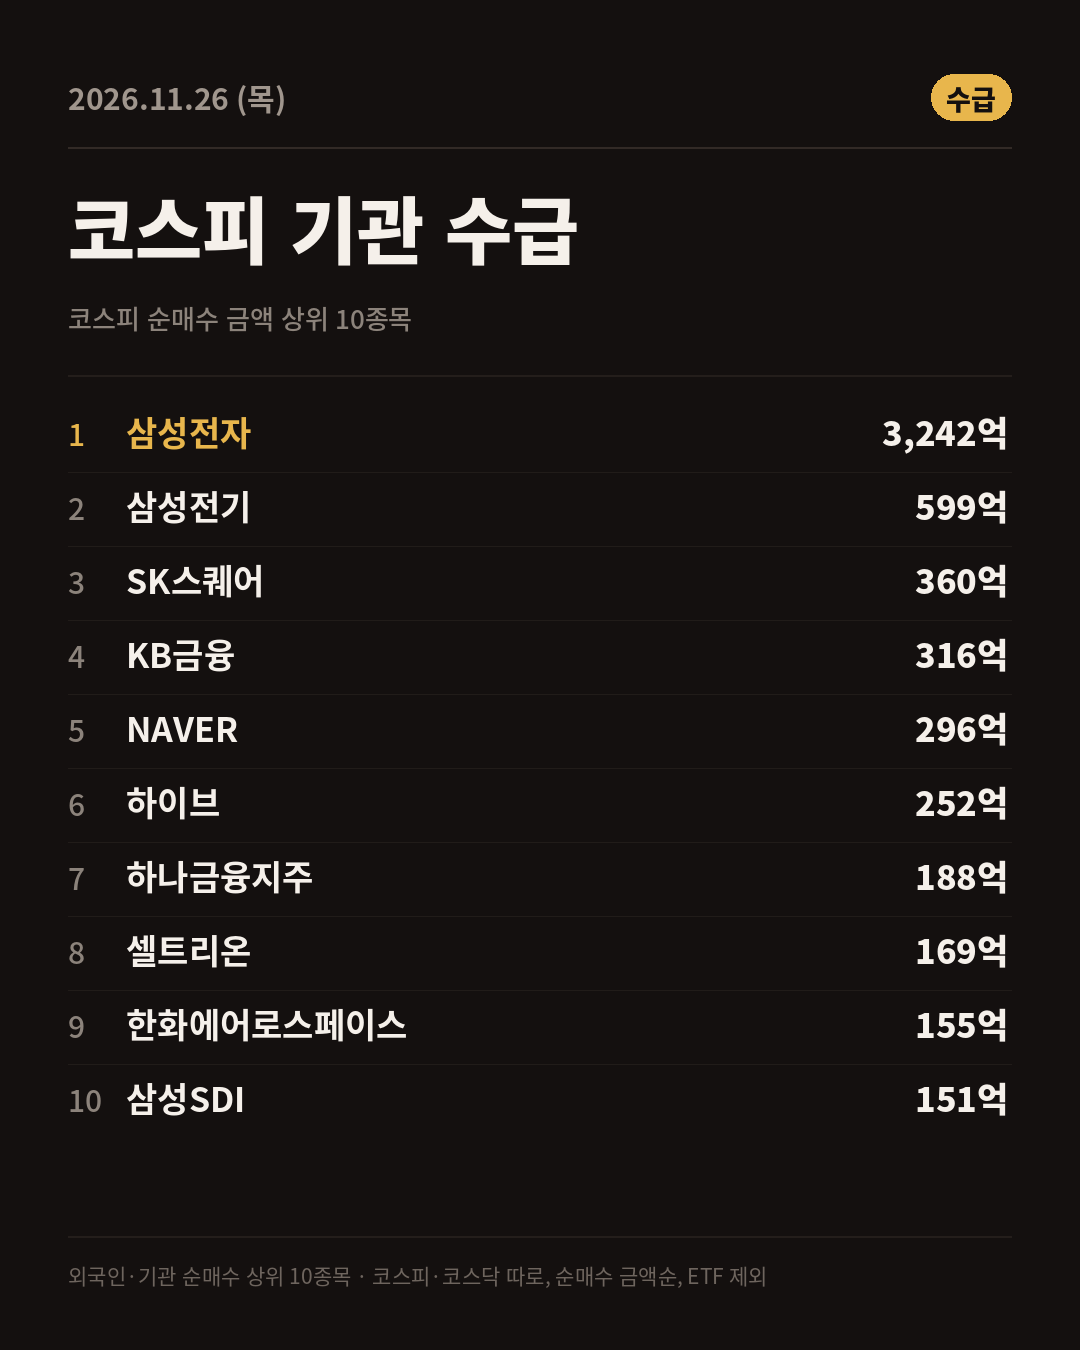 2026.11.26 (목)
수급
코스피 기관 수급
코스피 순매수 금액 상위 10종목
1 삼성전자 3,242억
2 삼성전기 599억
3 SK스퀘어 360억
4 KB금융 316억
5 NAVER 296억
6 하이브 252억
7 하나금융지주 188억
8 셀트리온 169억
9 한화에어로스페이스 155억
10 삼성SDI 151억
외국인·기관 순매수 상위 10종목 · 코스피·코스닥 따로, 순매수 금액순, ETF 제외